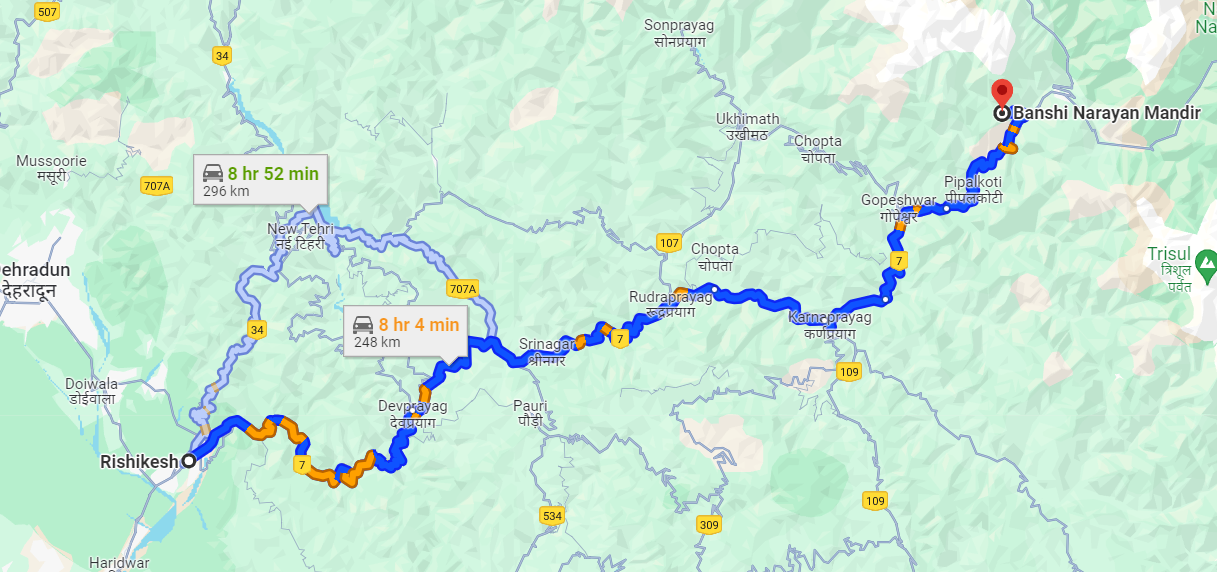 507
Sonprayag
सोनप्रयाग
34
Banshi Narayan Mandir
Ukhimath
उखीमठ
Chopta
चोपता
Mussoorie
मसूरी
707A
8 hr 52 min
296 km
Pipalkoti
पीपलकोटी
Gopeshwar
गोपेश्वर
New Tehri
नई टिहरी
107
Chopta
चोपता
7
Trisul
त्रिशूल
पर्वत
ehradun
देहरादून
707A
Rudraprayag
रूद्रप्रयाग
8 hr 4 min
248 km
34
Karnaprayag
कर्णप्रयाग
7
Srinagar
श्रीनगर
109
Doiwala
डोईवाला
Devprayag
देवप्रयाग
Pauri
पौड़ी
Rishikesh
7
109
534
309
Haridwar